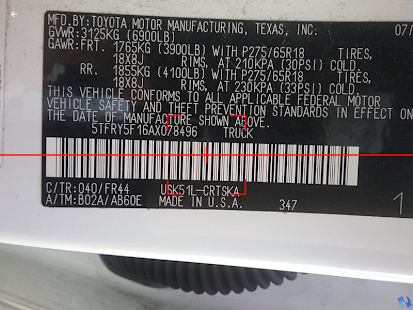 MFD.BY:TOYOTA MOTOR MANUFACTURING, TEXAS, INC. 07/
GVWR:3125KG (6900LB)
GAWR:FRT. 1765KG (3900LB) WITH P275/65R18 TIRES,
18X8J RIMS, AT 210KPA (30PSI) COLD.
RR. 1855KG (4100LB) WITH P275/65R18 TIRES,
18X8J RIMS, AT 230KPA (33PSI) COLD.
THIS VEHICLE CONFORMS TO ALL APPLICABLE FEDERAL MOTOR
VEHICLE SAFETY AND THEFT PREVENTION STANDARDS IN EFFECT ON
THE DATE OF MANUFACTURE SHOWN ABOVE.
5TFRY5F16AX078496 TRUCK
C/TR:040/FR44 USK51L-CRTSKA
A/TM:B02A/AB60E MADE IN U.S.A. 347
1